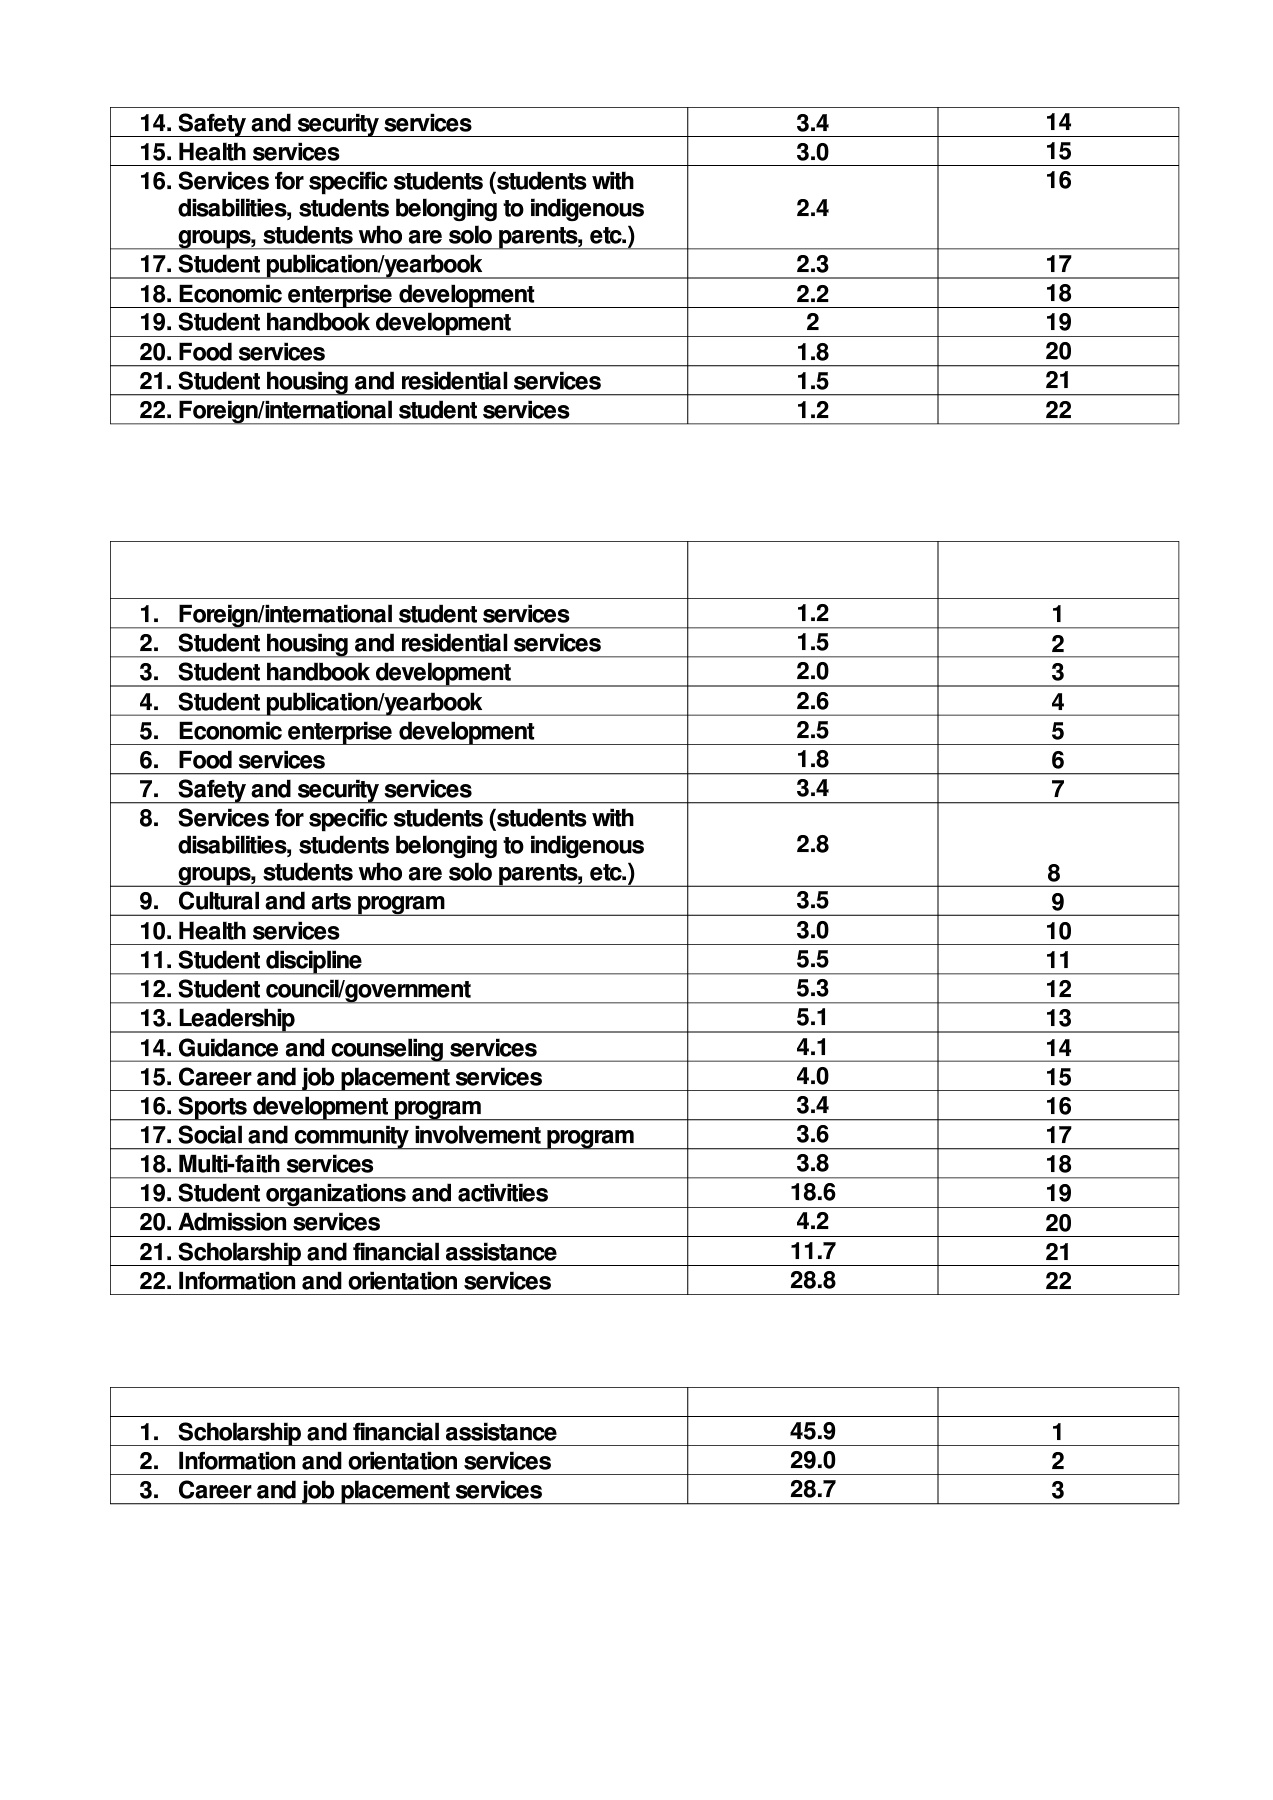 14. Safety and security services 3.4 14
15. Health services 3.0 15
16. Services for specific students (students with 16
disabilities, students belonging to indigenous 2.4
groups, students who are solo parents, etc.)
17. Student publication/yearbook 2.3 17
18. Economic enterprise development 2.2 18
19. Student handbook development 2 19
20. Food services 1.8 20
21. Student housing and residential services 1.5 21
22. Foreign/international student services 1.2 22
1. Foreign/international student services 1.2 1
2. Student housing and residential services 1.5 2
3. Student handbook development 2.0 3
4. Student publication/yearbook 2.6 4
5. Economic enterprise development 2.5 5
6. Food services 1.8 6
7. Safety and security services 3.4 7
8. Services for specific students (students with
disabilities, students belonging to indigenous 2.8
groups, students who are solo parents, etc.) 8
9. Cultural and arts program 3.5 9
10. Health services 3.0 10
11. Student discipline 5.5 11
12. Student council/government 5.3 12
13. Leadership 5.1 13
14. Guidance and counseling services 4.1 14
15. Career and job placement services 4.0 15
16. Sports development program 3.4 16
17. Social and community involvement program 3.6 17
18. Multi-faith services 3.8 18
19. Student organizations and activities 18.6 19
20. Admission services 4.2 20
21. Scholarship and financial assistance 11.7 21
22. Information and orientation services 28.8 22
1. Scholarship and financial assistance 45.9 1
2. Information and orientation services 29.0 2
3. Career and job placement services 28.7 3